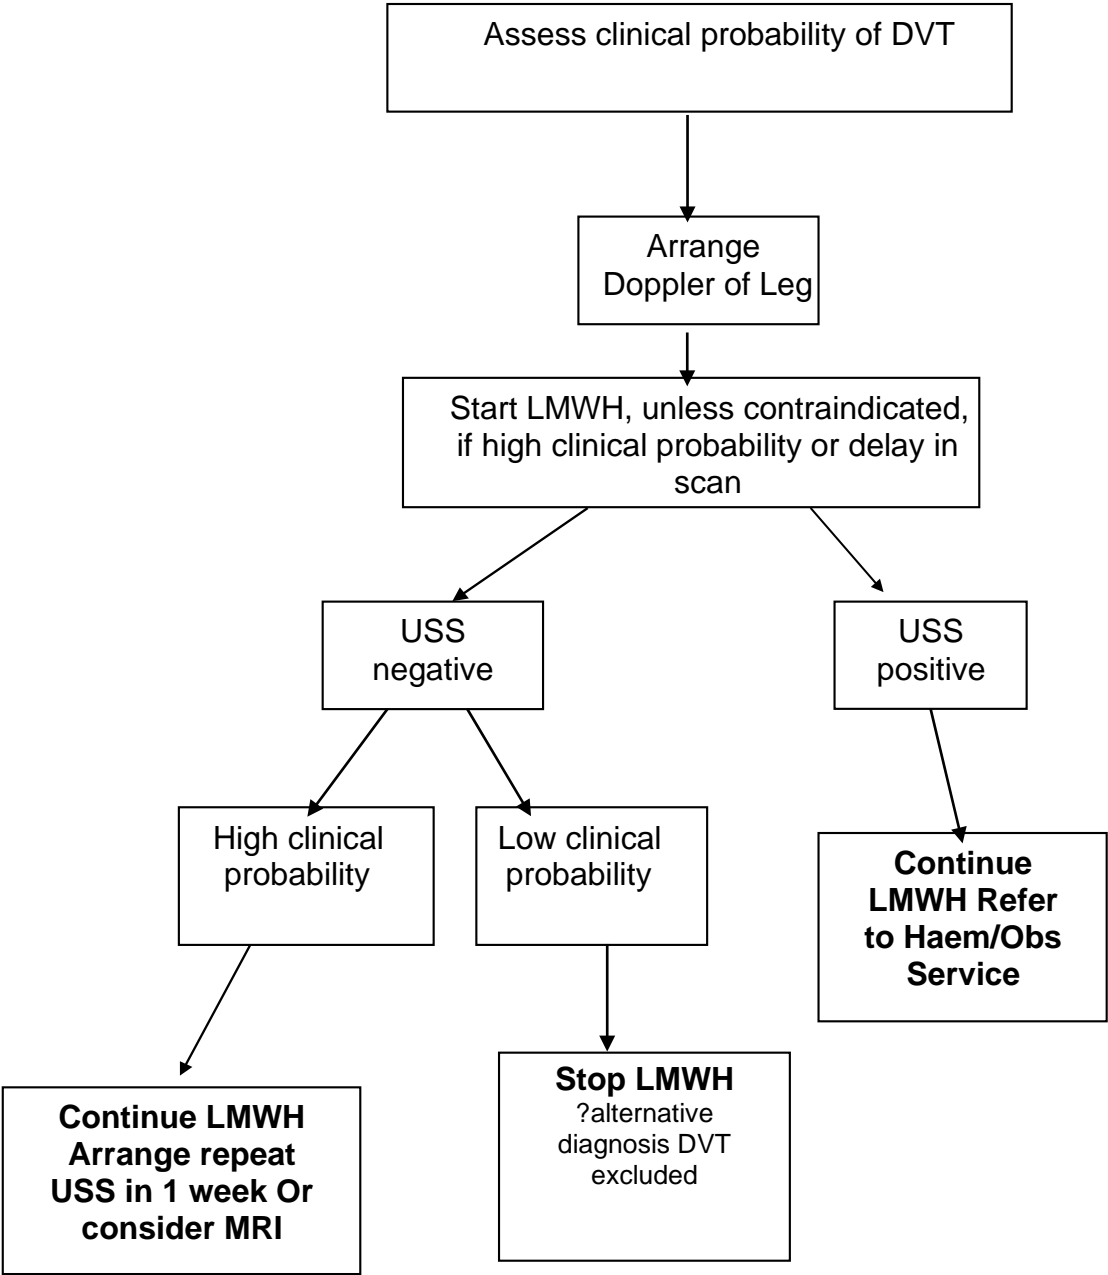 Assess clinical probability of DVT
Arrange
Doppler of Leg
Start LMWH, unless contraindicated,
if high clinical probability or delay in
scan
USS
negative
USS
positive
High clinical
probability
Low clinical
probability
Continue
LMWH Refer
to Haem/Obs
Service
Continue LMWH
Arrange repeat
USS in 1 week Or
consider MRI
Stop LMWH
?alternative
diagnosis DVT
excluded